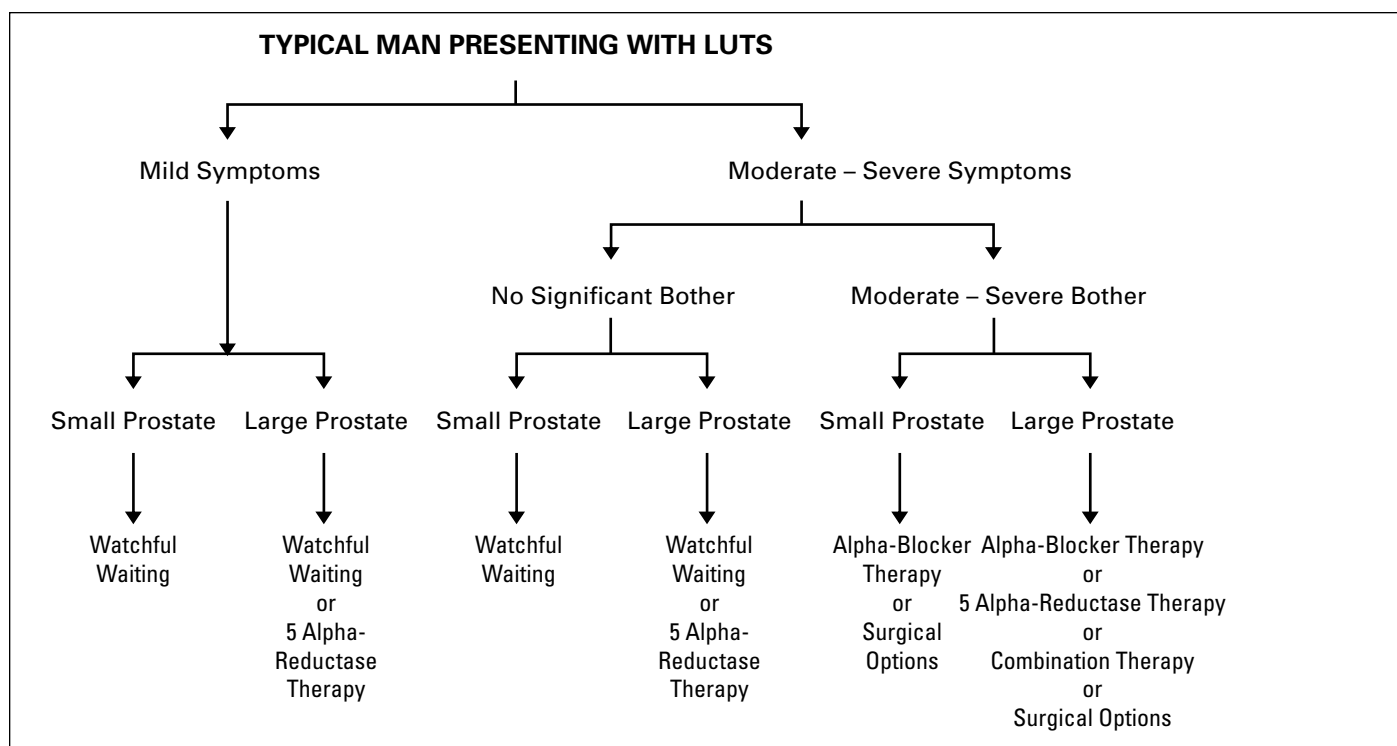 TYPICAL MAN PRESENTING WITH LUTS
Mild Symptoms
Moderate – Severe Symptoms
No Significant Bother
Moderate – Severe Bother
Small Prostate
Large Prostate
Small Prostate
Large Prostate
Small Prostate
Large Prostate
Watchful
Waiting
Watchful
Waiting
or
5 Alpha-
Reductase
Therapy
Watchful
Waiting
Watchful
Waiting
or
5 Alpha-
Reductase
Therapy
Alpha-Blocker
Therapy
or
Surgical
Options
Alpha-Blocker Therapy
or
5 Alpha-Reductase Therapy
or
Combination Therapy
or
Surgical Options